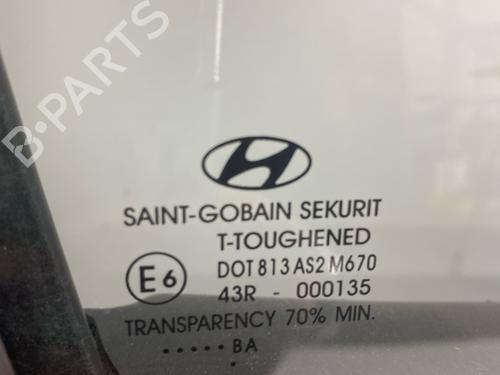 B-PARTS
SAINT-GOBAIN SEKURIT
T-TOUGHENED
E6
DOT 813 AS2 M670
43R - 000135
TRANSPARENCY 70% MIN.
..... BA
.